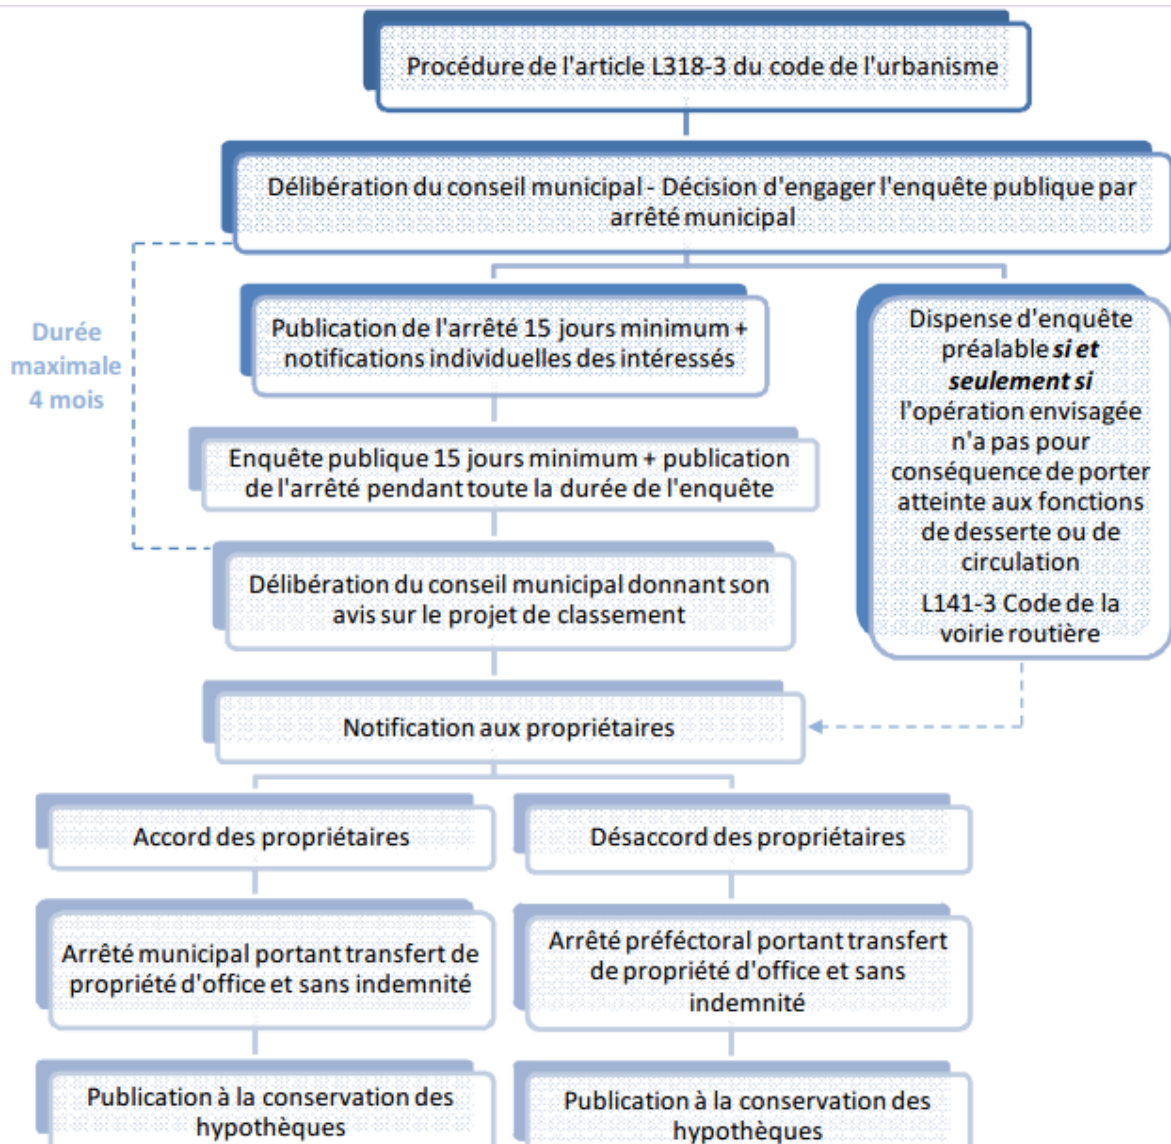 Procédure de l'article L318-3 du code de l'urbanisme
Délibération du conseil municipal - Décision d'engager l'enquête publique par
arrêté municipal
Durée
maximale
4 mois
Publication de l'arrêté 15 jours minimum +
notifications individuelles des intéressés
Enquête publique 15 jours minimum + publication
de l'arrêté pendant toute la durée de l'enquête
Délibération du conseil municipal donnant son
avis sur le projet de classement
Dispense d'enquête
préalable si et
seulement si
l'opération envisagée
n'a pas pour
conséquence de porter
atteinte aux fonctions
de desserte ou de
circulation
L141-3 Code de la
voirie routière
Notification aux propriétaires
Accord des propriétaires
Arrêté municipal portant transfert de
propriété d'office et sans indemnité
Publication à la conservation des
hypothèques
Désaccord des propriétaires
Arrêté préféctoral portant transfert
de propriété d'office et sans
indemnité
Publication à la conservation des
hypothèques